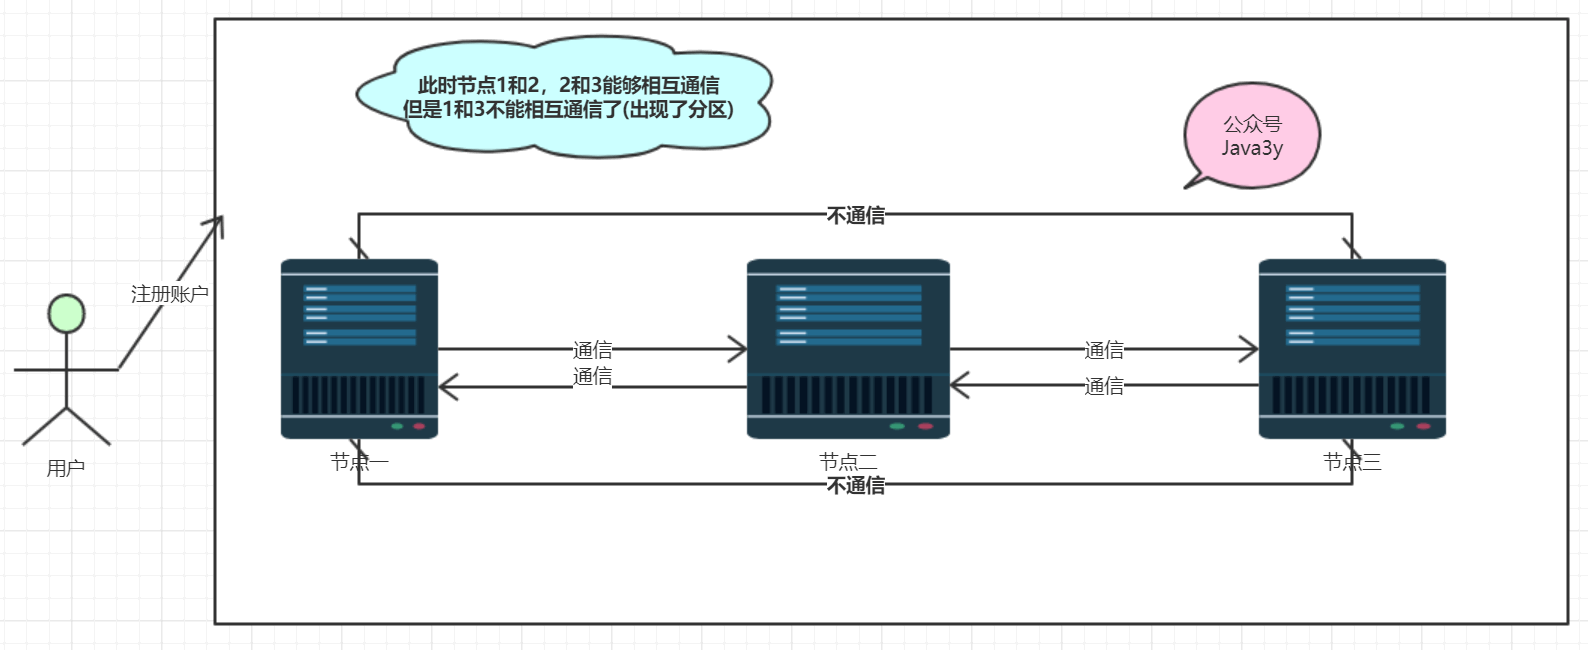 此时节点1和2，2和3能够相互通信
但是1和3不能相互通信了(出现了分区)
公众号
Java3y
不通信
注册账户
通信
通信
通信
通信
用户
节点一
节点二
节点三
不通信